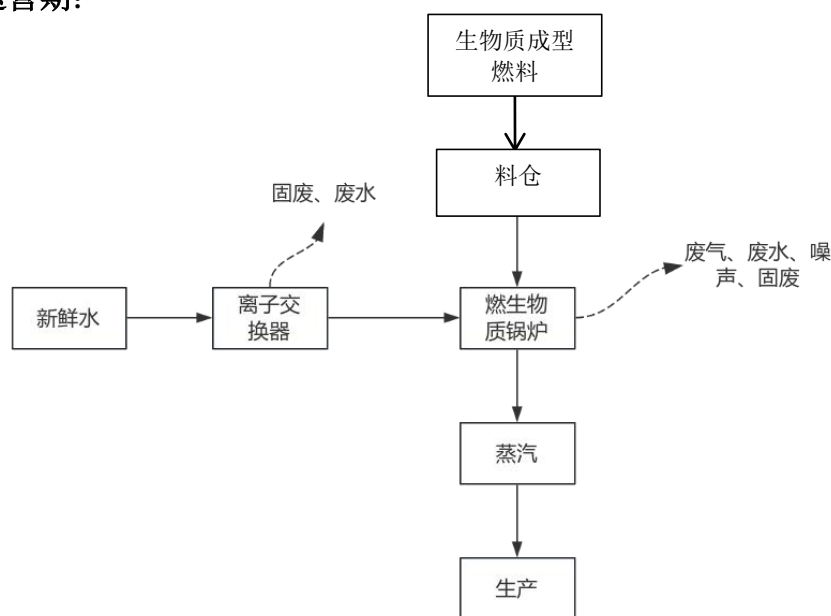 生物质成型
燃料
料仓
固废、废水
废气、废水、噪
声、固废
新鲜水
离子交
换器
燃生物
质锅炉
蒸汽
生产